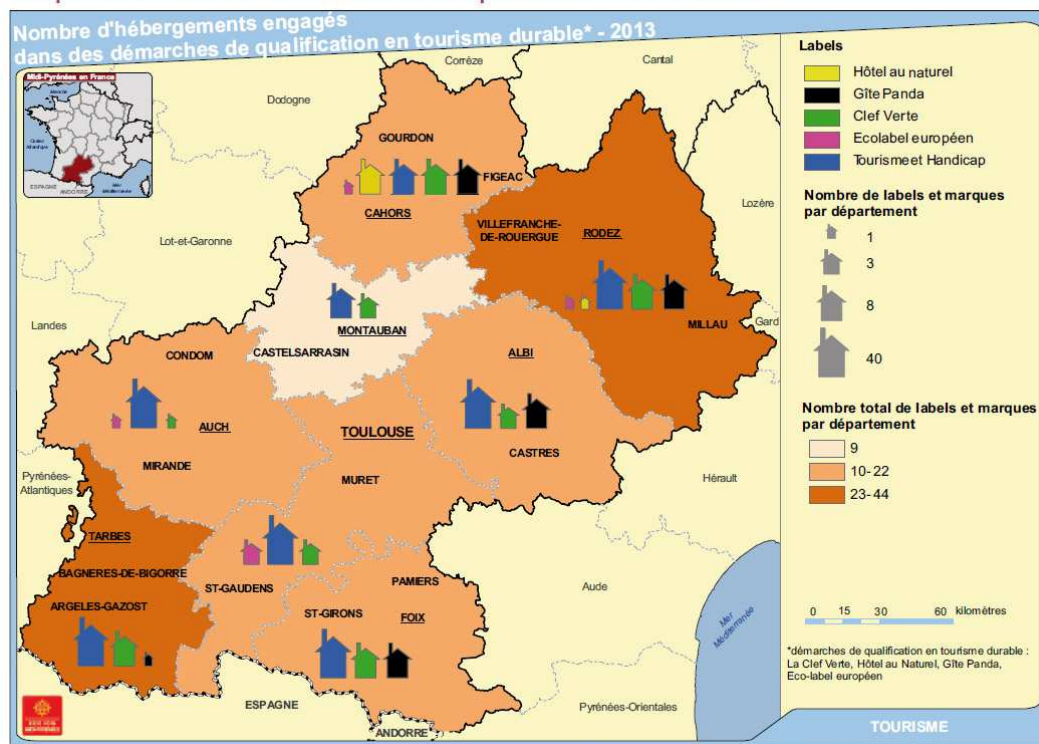 Nombre d'hébergements engagés
dans des démarches de qualification en tourisme durable* - 2013
Midi-Pyrénées en France
ESPAGNE
ANDORRE
Corrèze
Cantal
Dodogne
GOURDON
FIGEAC
CAHORS
Lozère
Lot-et-Garonne
VILLEFRANCHE-
DE-ROUERGUE
RODEZ
MILLAU
Gard
Landes
MONTAUBAN
CASTELSARRASIN
CONDOM
ALBI
AUCH
TOULOUSE
CASTRES
MIRANDE
MURET
Hérault
Pyrénées-
Atlantiques
TARBES
BAGNERES-DE-BIGORRE
ARGELES-GAZOST
ST-GAUDENS
PAMIERS
ST-GIRONS
FOIX
Aude
Mer
Méditerranée
ESPAGNE
ANDORRE
Pyrénées-Orientales
Labels
Hôtel au naturel
Gîte Panda
Clef Verte
Ecolabel européen
Tourisme et Handicap
Nombre de labels et marques
par département
1
3
8
40
Nombre total de labels et marques
par département
9
10-22
23-44
0 15 30 60 kilomètres
*démarches de qualification en tourisme durable :
La Clef Verte, Hôtel au Naturel, Gîte Panda,
Eco-label européen
TOURISME